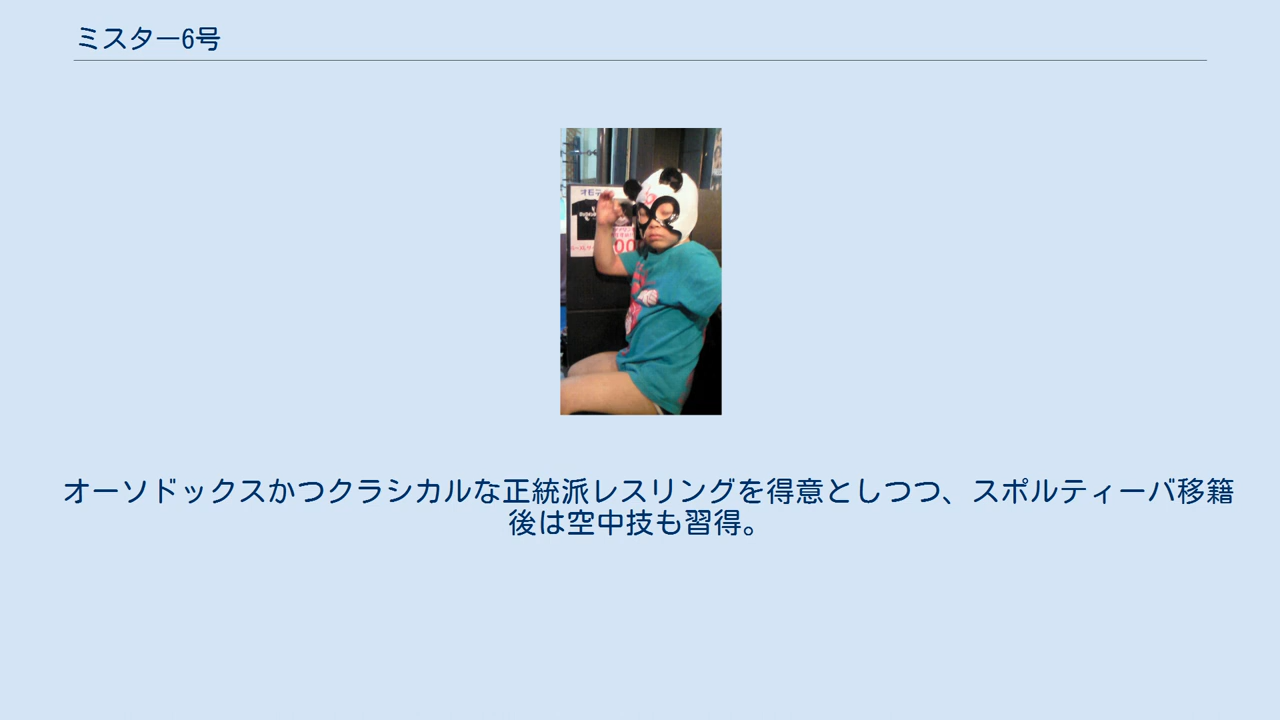 ミスター6号
オーソドックスかつクラシカルな正統派レスリングを得意としつつ、スポルティーバ移籍
後は空中技も習得。